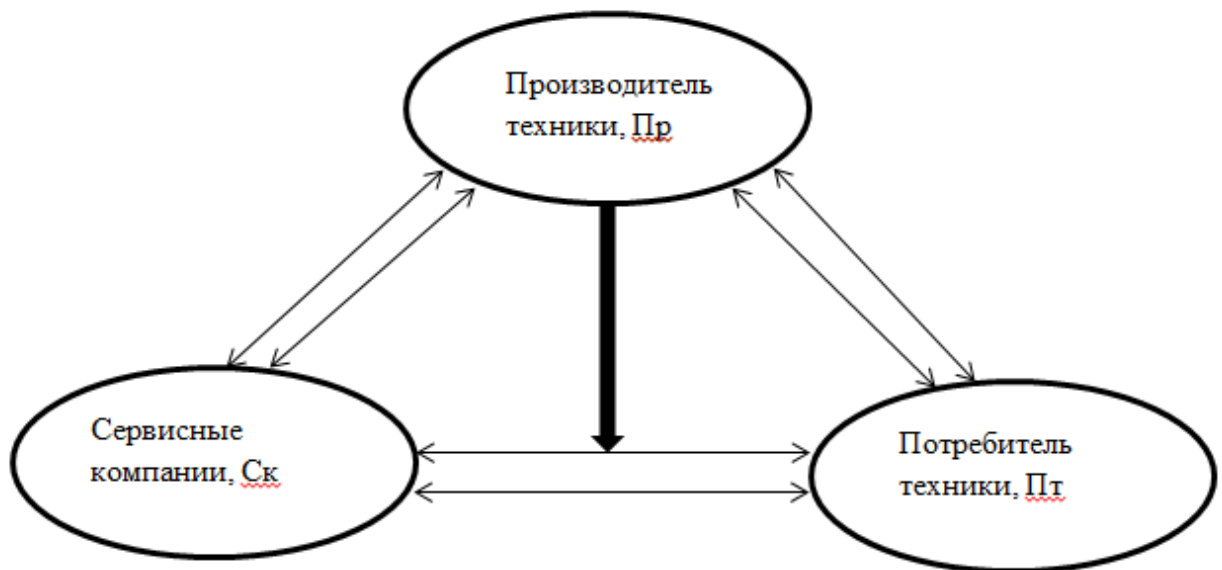 Производитель
техники, Пр
Сервисные
компании, Ск
Потребитель
техники, Пт